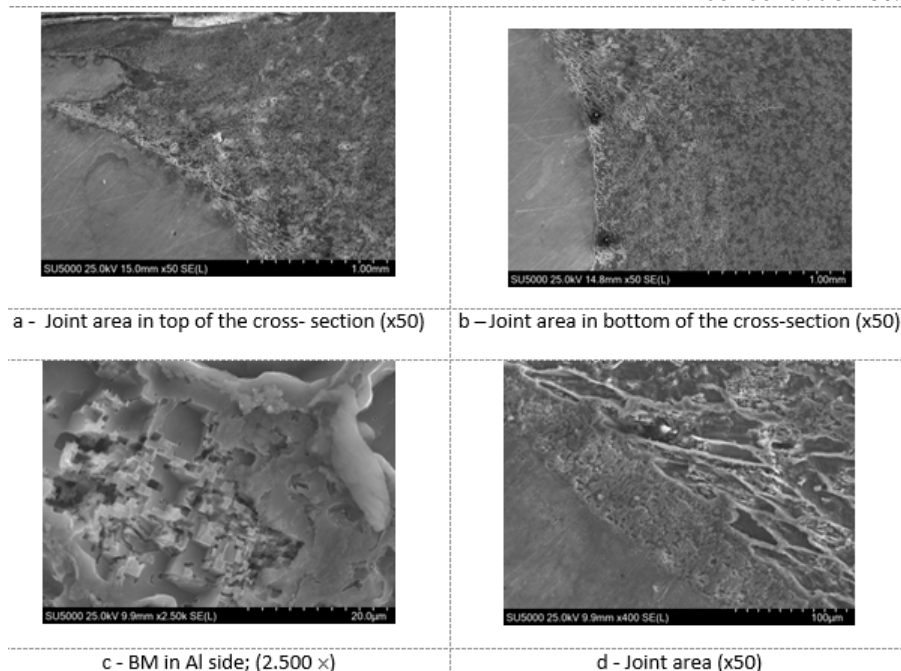 SU5000 25.0kV 15.0mm x50 SE(L) 1.00mm
SU5000 25.0kV 14.8mm x50 SE(L) 1.00mm
a - Joint area in top of the cross- section (x50)
b – Joint area in bottom of the cross-section (x50)
SU5000 25.0kV 9.9mm x2.50k SE(L) 20.0µm
SU5000 25.0kV 9.9mm x400 SE(L) 100µm
c - BM in Al side; (2.500 ×)
d - Joint area (x50)